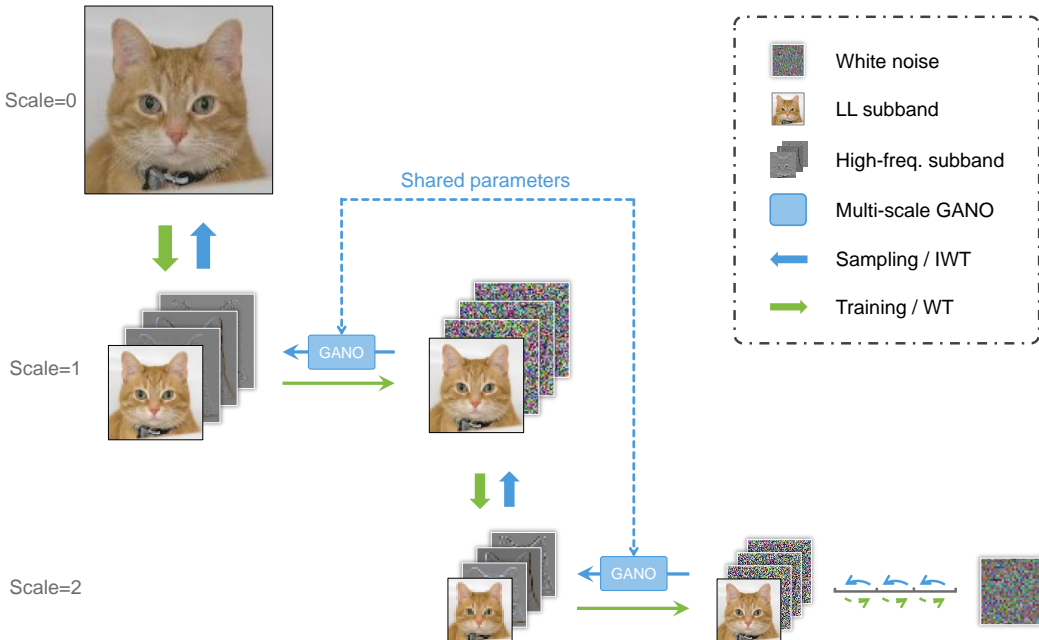 Scale=0
White noise
LL subband
High-freq. subband
Multi-scale GANO
Sampling / IWT
Training / WT
Shared parameters
Scale=1
GANO
Scale=2
GANO